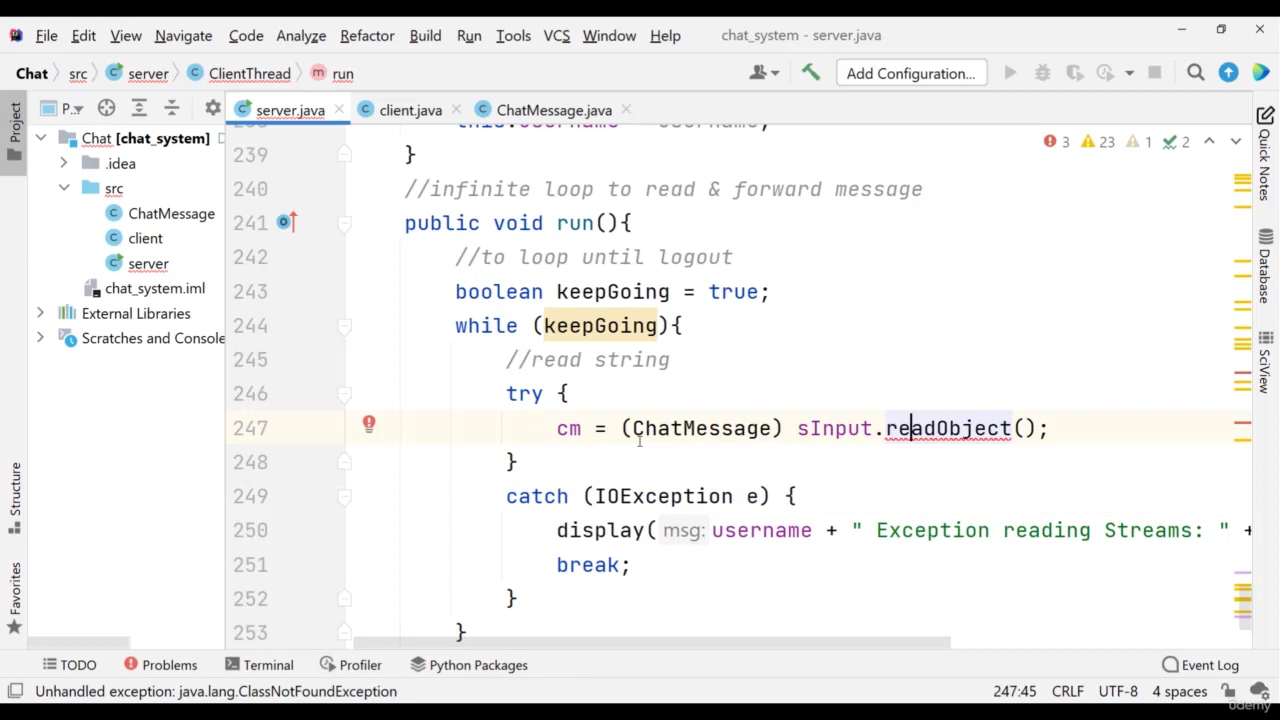 File Edit View Navigate Code Analyze Refactor Build Run Tools VCS Window Help chat_system - server.java
Chat src server ClientThread m run Add Configuration...
Project P... server.java client.java ChatMessage.java
Chat [chat_system]
.idea
src
ChatMessage
client
server
chat_system.iml
External Libraries
Scratches and Console
3 23 1 2
239 }
240 //infinite loop to read & forward message
241 public void run(){
242 //to loop until logout
243 boolean keepGoing = true;
244 while (keepGoing){
245 //read string
246 try {
247 cm = (ChatMessage) sInput.readObject();
248 }
249 catch (IOException e) {
250 display( msg: username + " Exception reading Streams: " +
251 break;
252 }
253 }
Structure
Favorites
Quick Notes
Database
SciView
TODO Problems Terminal Profiler Python Packages Event Log
Unhandled exception: java.lang.ClassNotFoundException 247:45 CRLF UTF-8 4 spaces
udemy